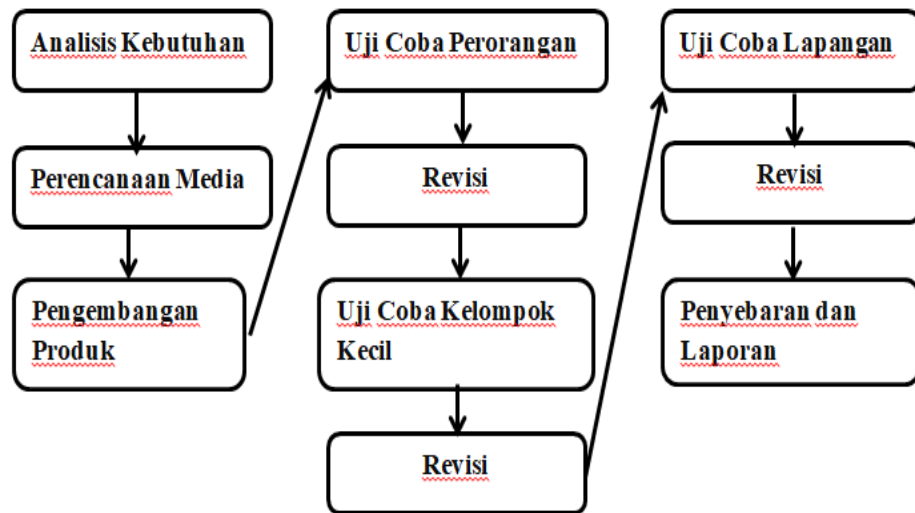 Analisis Kebutuhan
Perencanaan Media
Pengembangan
Produk
Uji Coba Perorangan
Revisi
Uji Coba Kelompok
Kecil
Revisi
Uji Coba Lapangan
Revisi
Penyebaran dan
Laporan